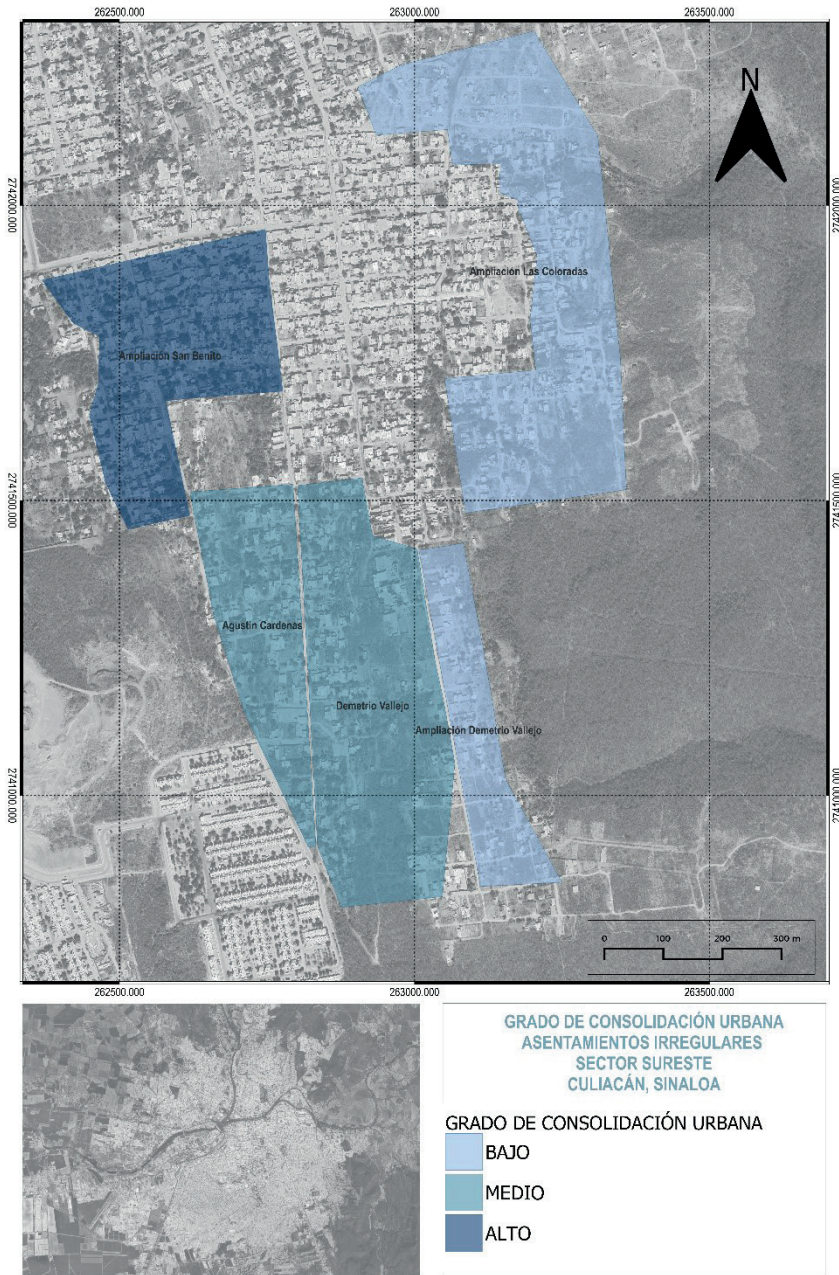 262500.000 263000.000 263500.000
N
2742000.000 2742000.000
Ampliación Las Coloradas
Ampliación San Benito
2741500.000 2741500.000
Agustin Cardenas
Demetrio Vallejo
Ampliación Demetrio Vallejo
2741000.000 2741000.000
0 100 200 300 m
262500.000 263000.000 263500.000
GRADO DE CONSOLIDACIÓN URBANA
ASENTAMIENTOS IRREGULARES
SECTOR SURESTE
CULIACÁN, SINALOA
GRADO DE CONSOLIDACIÓN URBANA
BAJO
MEDIO
ALTO